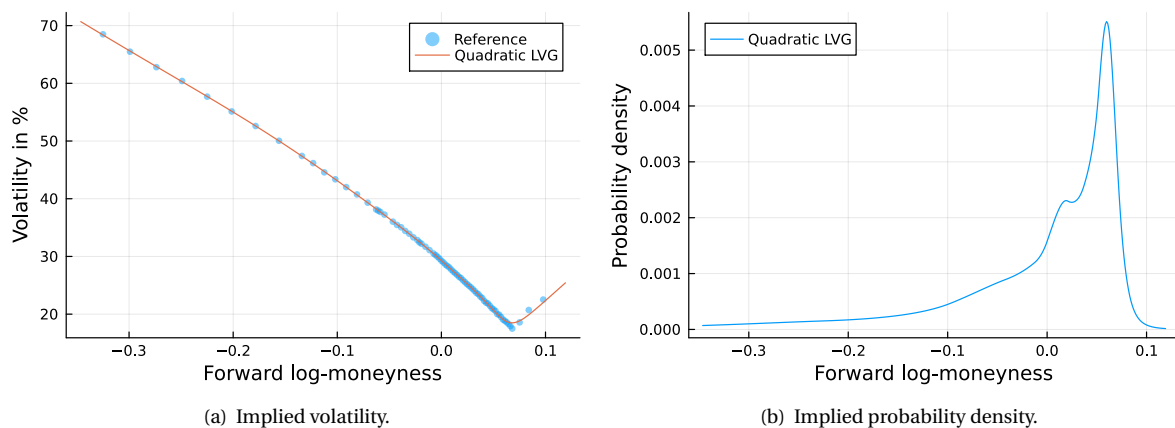 70
60
50
40
30
20
Volatility in %
Reference
Quadratic LVG
−0.3
−0.2
−0.1
0.0
0.1
Forward log-moneyness
(a) Implied volatility.
0.005
0.004
0.003
0.002
0.001
0.000
Probability density
Quadratic LVG
−0.3
−0.2
−0.1
0.0
0.1
Forward log-moneyness
(b) Implied probability density.